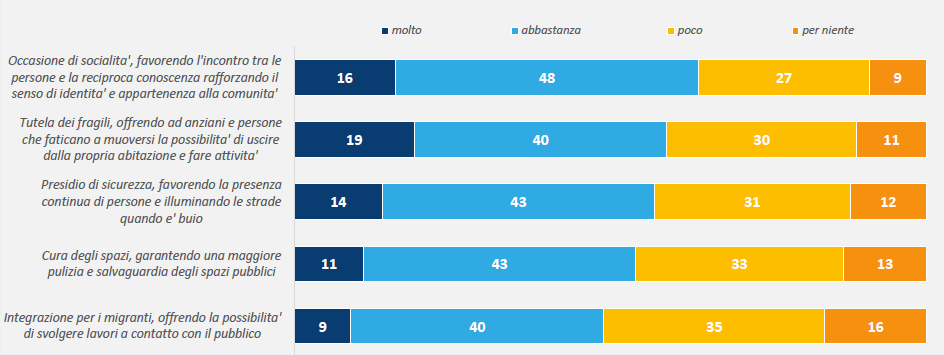 molto abbastanza poco per niente
Occasione di socialita', favorendo l'incontro tra le
persone e la reciproca conoscenza rafforzando il
senso di identita' e appartenenza alla comunita'
16 48 27 9
Tutela dei fragili, offrendo ad anziani e persone
che faticano a muoversi la possibilita' di uscire
dalla propria abitazione e fare attivita'
19 40 30 11
Presidio di sicurezza, favorendo la presenza
continua di persone e illuminando le strade
quando e' buio
14 43 31 12
Cura degli spazi, garantendo una maggiore
pulizia e salvaguardia degli spazi pubblici
11 43 33 13
Integrazione per i migranti, offrendo la possibilita'
di svolgere lavori a contatto con il pubblico
9 40 35 16